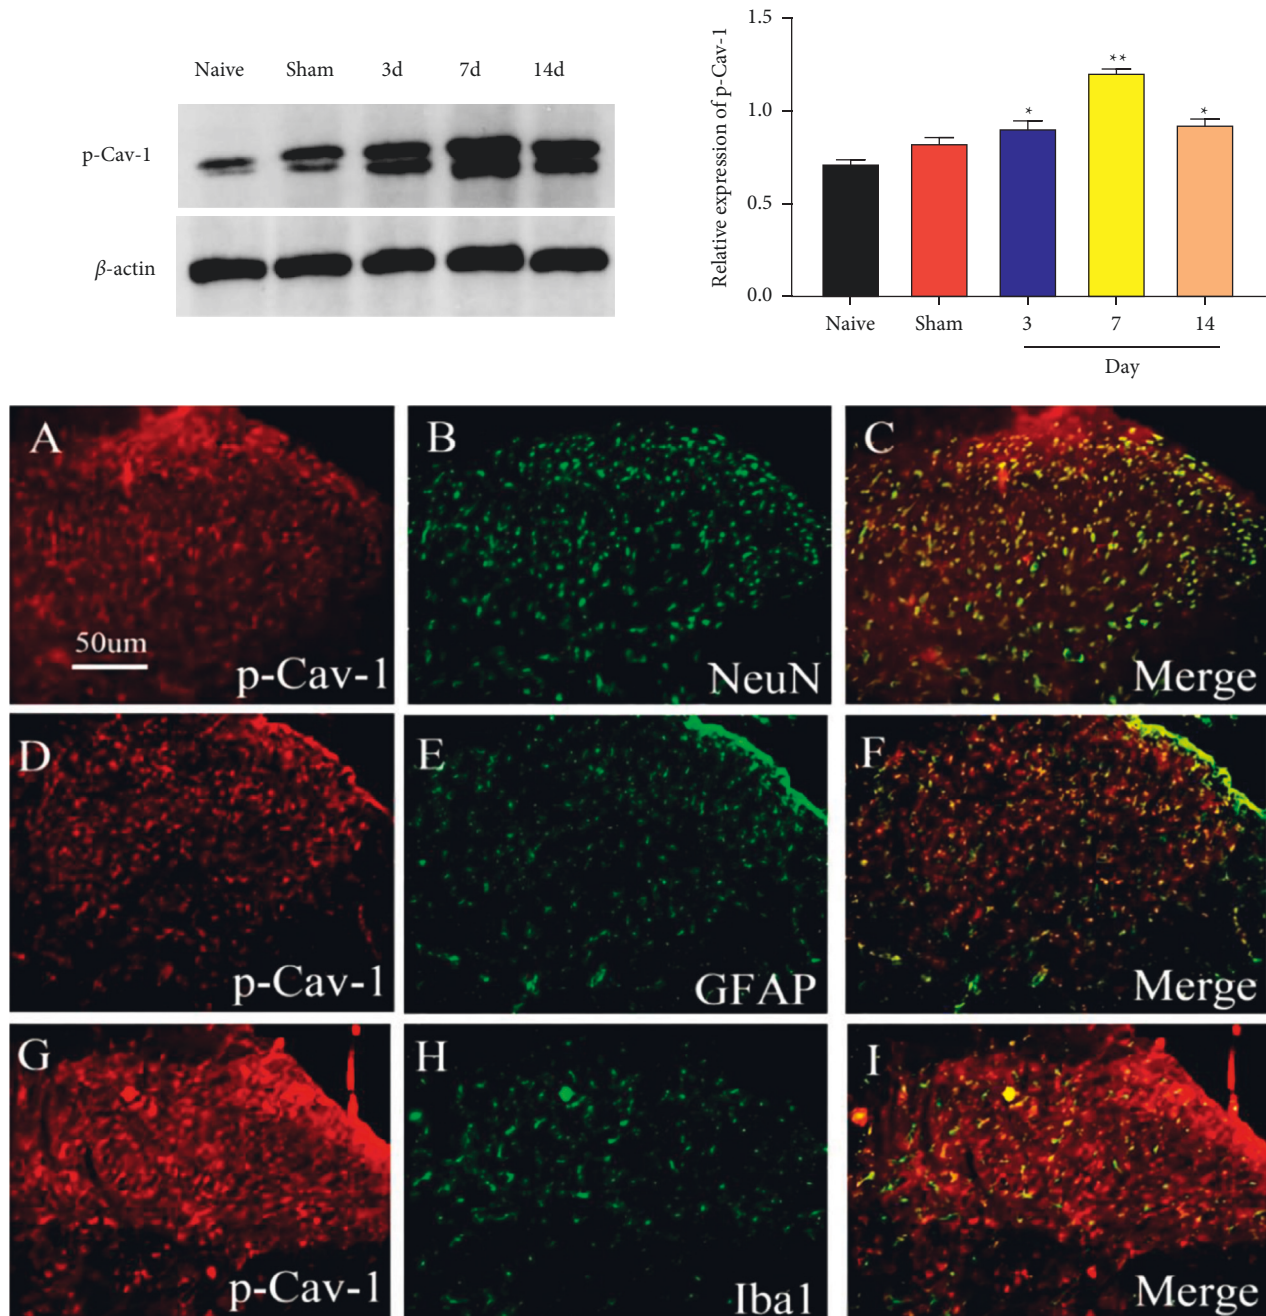 Naive Sham 3d 7d 14d
p-Cav-1
β-actin
Relative expression of p-Cav-1
1.5
1.0
0.5
0.0
* ** *
Naive Sham 3 7 14
Day
A
50um
p-Cav-1
B
NeuN
C
Merge
D
p-Cav-1
E
GFAP
F
Merge
G
p-Cav-1
H
Iba1
I
Merge